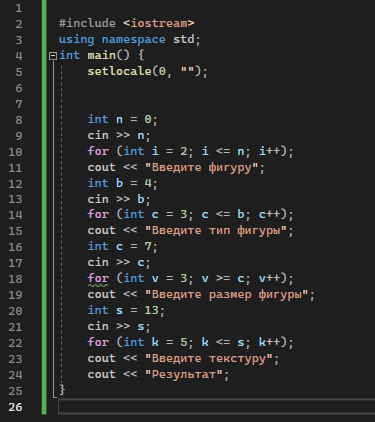 1
2 #include <iostream>
3 using namespace std;
4 int main() {
5 setlocale(0, "");
6
7
8 int n = 0;
9 cin >> n;
10 for (int i = 2; i <= n; i++);
11 cout << "Введите фигуру";
12 int b = 4;
13 cin >> b;
14 for (int c = 3; c <= b; c++);
15 cout << "Введите тип фигуры";
16 int c = 7;
17 cin >> c;
18 for (int v = 3; v >= c; v++);
19 cout << "Введите размер фигуры";
20 int s = 13;
21 cin >> s;
22 for (int k = 5; k <= s; k++);
23 cout << "Введите текстуру";
24 cout << "Результат";
25 }
26